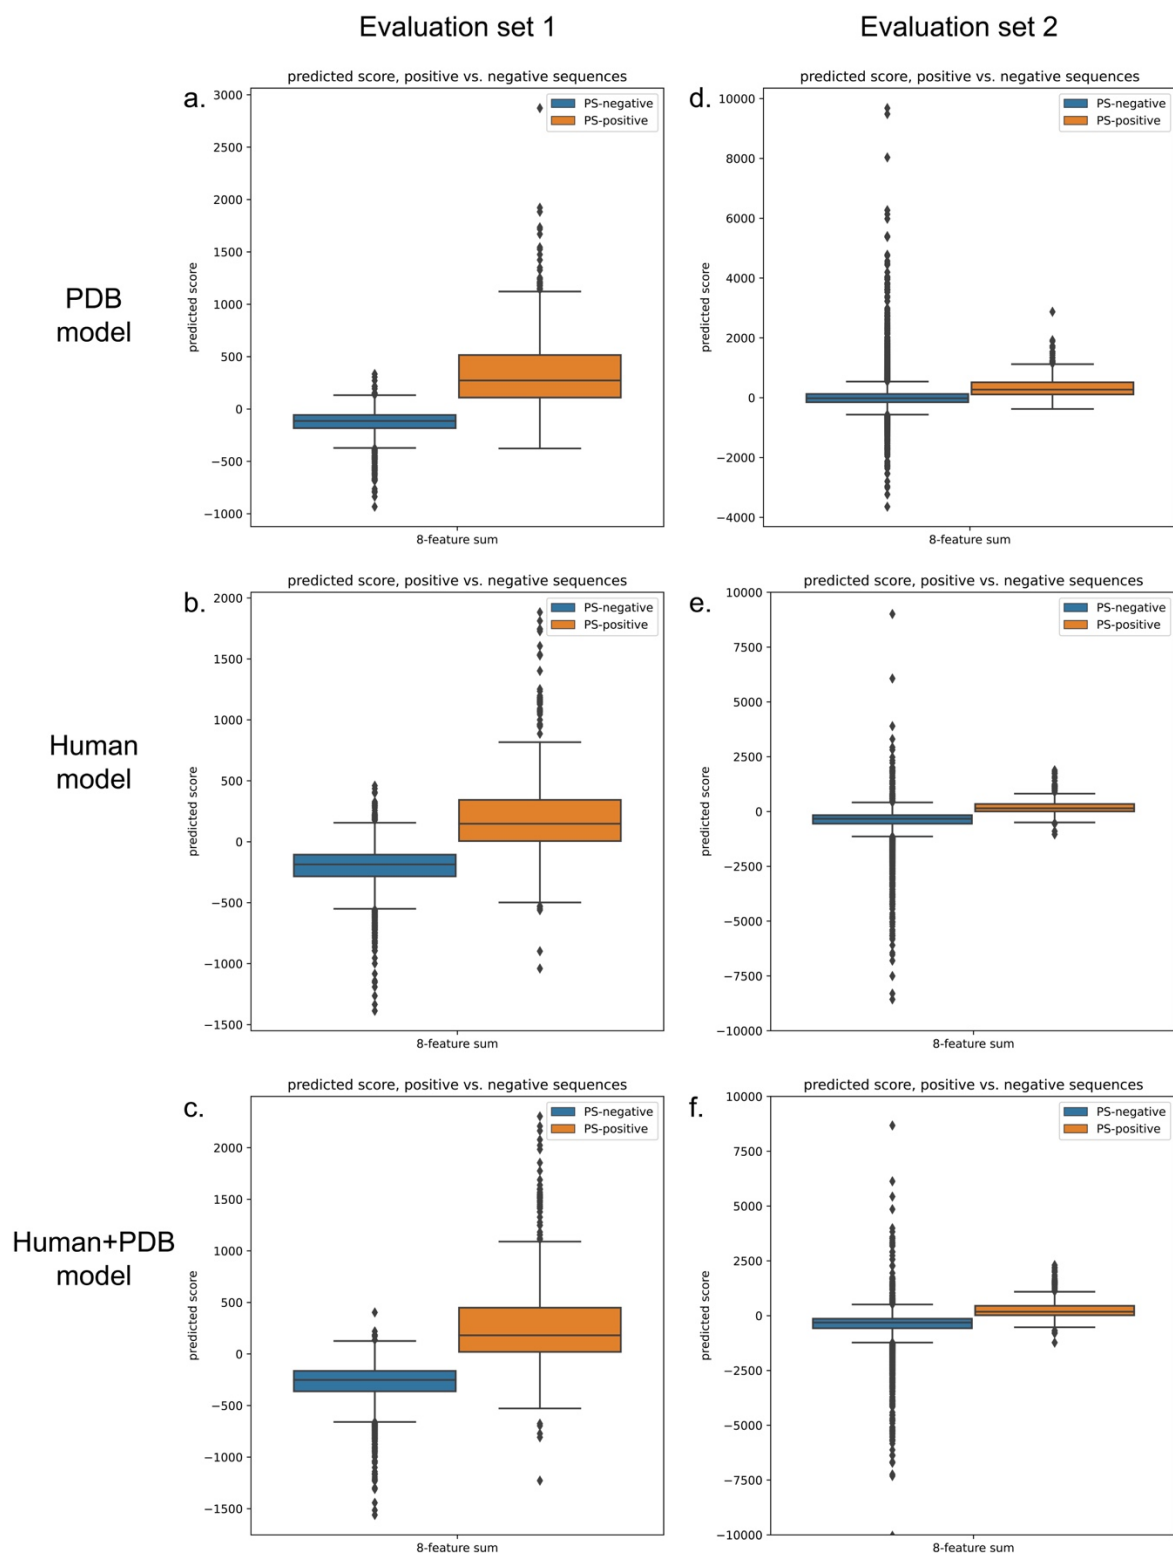 Evaluation set 1
Evaluation set 2
PDB
model
a.
predicted score, positive vs. negative sequences
PS-negative
PS-positive
3000
2500
2000
1500
1000
500
0
−500
−1000
predicted score
8-feature sum
d.
predicted score, positive vs. negative sequences
PS-negative
PS-positive
10000
8000
6000
4000
2000
0
−2000
−4000
predicted score
8-feature sum
Human
model
b.
predicted score, positive vs. negative sequences
PS-negative
PS-positive
2000
1500
1000
500
0
−500
−1000
−1500
predicted score
8-feature sum
e.
predicted score, positive vs. negative sequences
PS-negative
PS-positive
10000
7500
5000
2500
0
−2500
−5000
−7500
−10000
predicted score
8-feature sum
Human+PDB
model
c.
predicted score, positive vs. negative sequences
PS-negative
PS-positive
2000
1500
1000
500
0
−500
−1000
−1500
predicted score
8-feature sum
f.
predicted score, positive vs. negative sequences
PS-negative
PS-positive
10000
7500
5000
2500
0
−2500
−5000
−7500
−10000
predicted score
8-feature sum